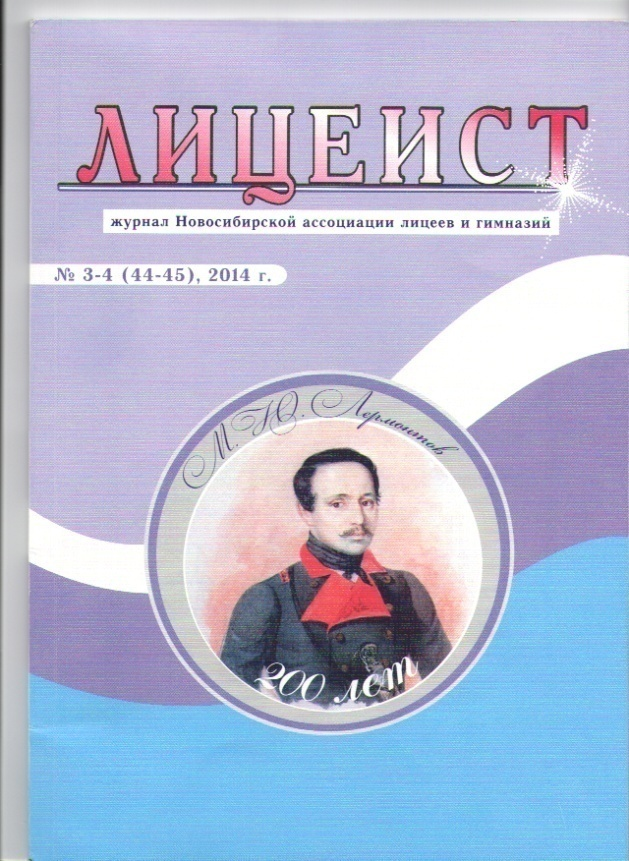 ЛИЦЕИСТ
журнал Новосибирской ассоциации лицеев и гимназий
№ 3-4 (44-45), 2014 г.
М. Ю. Лермонтов
200 лет